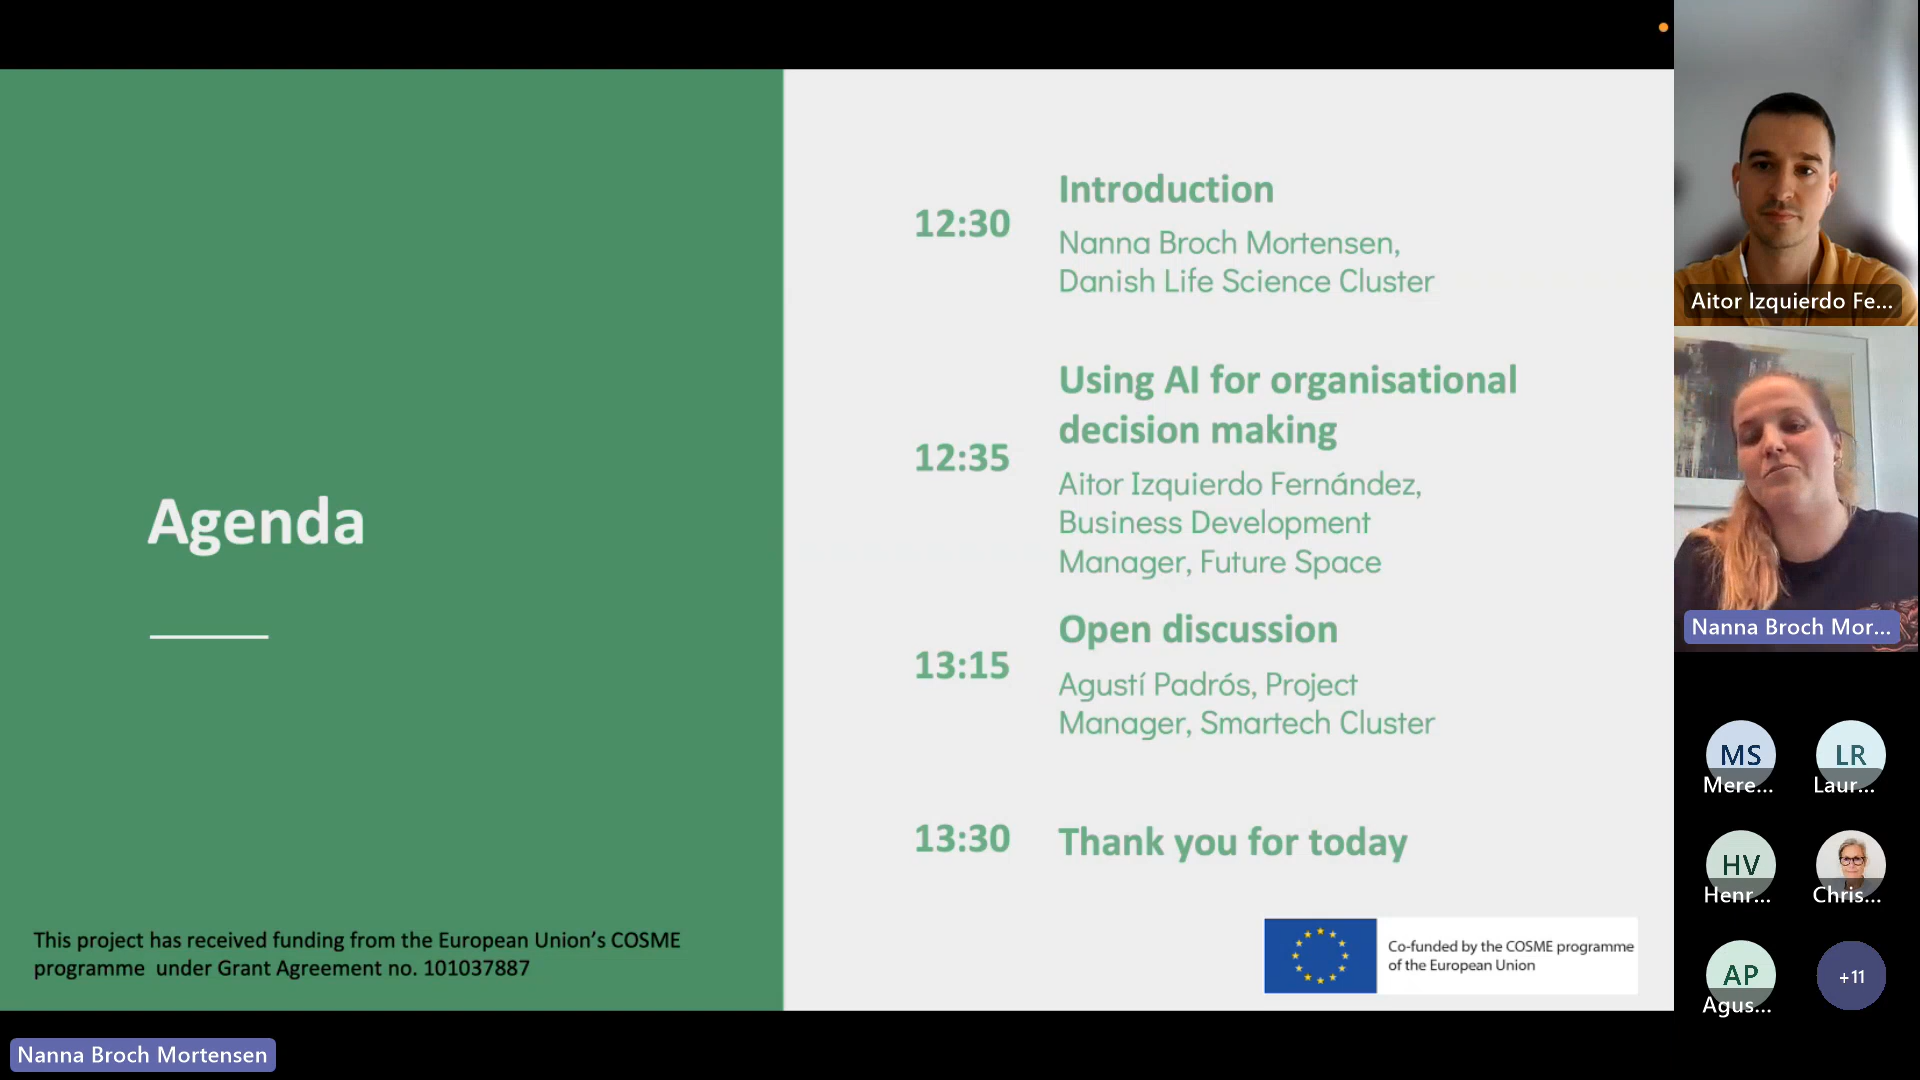 Agenda
This project has received funding from the European Union's COSME
programme under Grant Agreement no. 101037887
12:30
Introduction
Nanna Broch Mortensen,
Danish Life Science Cluster
12:35
Using AI for organisational
decision making
Aitor Izquierdo Fernández,
Business Development
Manager, Future Space
13:15
Open discussion
Agustí Padrós, Project
Manager, Smartech Cluster
13:30
Thank you for today
Co-funded by the COSME programme
of the European Union
Aitor Izquierdo Fe...
Nanna Broch Mor...
MS
Mere...
LR
Laur...
HV
Henr...
Chris...
AP
Agus...
+11
Nanna Broch Mortensen